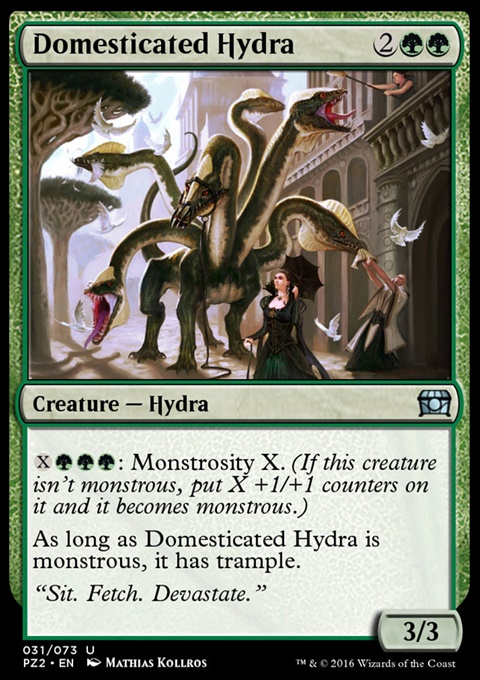 Domesticated Hydra 2
Creature — Hydra
X: Monstrosity X. (If this creature
isn't monstrous, put X +1/+1 counters on
it and it becomes monstrous.)
As long as Domesticated Hydra is
monstrous, it has trample.
“Sit. Fetch. Devastate.”
3/3
031/073 U
PZ2 • EN Mathias Kollros
™ & © 2016 Wizards of the Coast